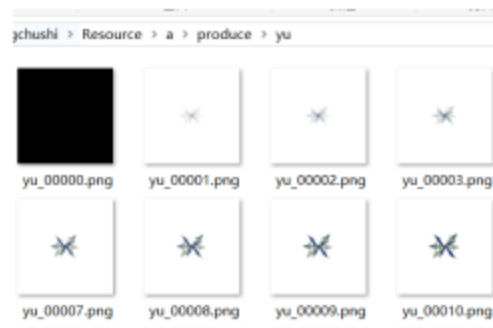 gchushi > Resource > a > produce > yu
yu_00000.png yu_00001.png yu_00002.png yu_00003.png
yu_00007.png yu_00008.png yu_00009.png yu_00010.png